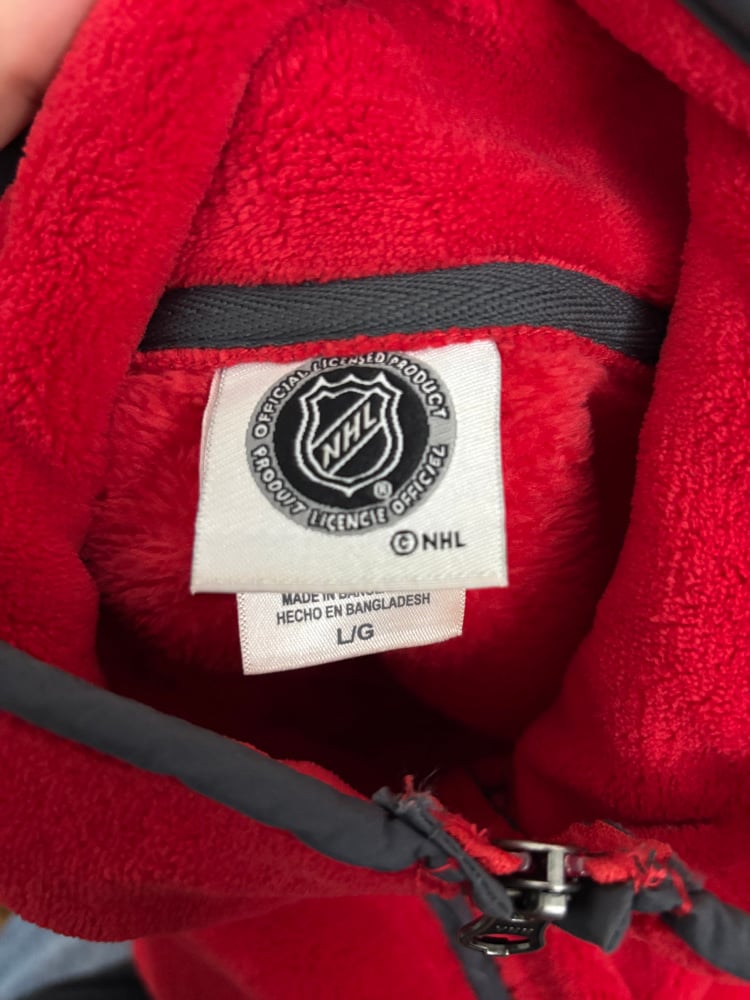 OFFICIAL LICENSED PRODUCT
NHL
®
PRODUIT LICENCIE OFFICIEL
©NHL
MADE IN
HECHO EN BANGLADESH
L/G